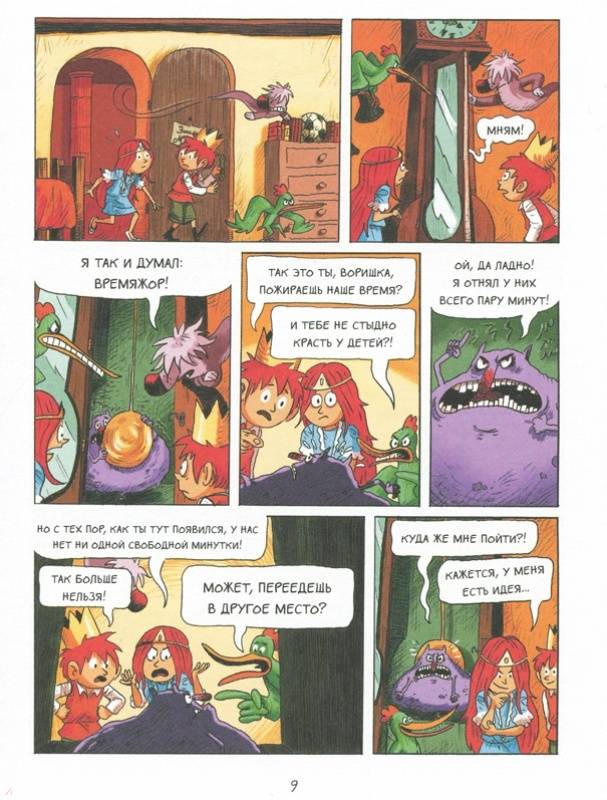 МНЯМ!
Я ТАК И ДУМАЛ:
ВРЕМЯЖОР!
ТАК ЭТО ТЫ, ВОРИШКА,
ПОЖИРАЕШЬ НАШЕ ВРЕМЯ?
И ТЕБЕ НЕ СТЫДНО
КРАСТЬ У ДЕТЕЙ?!
ОЙ, ДА ЛАДНО!
Я ОТНЯЛ У НИХ
ВСЕГО ПАРУ МИНУТ!
НО С ТЕХ ПОР, КАК ТЫ ТУТ ПОЯВИЛСЯ, У НАС
НЕТ НИ ОДНОЙ СВОБОДНОЙ МИНУТКИ!
ТАК БОЛЬШЕ
НЕЛЬЗЯ!
МОЖЕТ, ПЕРЕЕДЕШЬ
В ДРУГОЕ МЕСТО?
КУДА ЖЕ МНЕ ПОЙТИ?!
КАЖЕТСЯ, У МЕНЯ
ЕСТЬ ИДЕЯ...
9